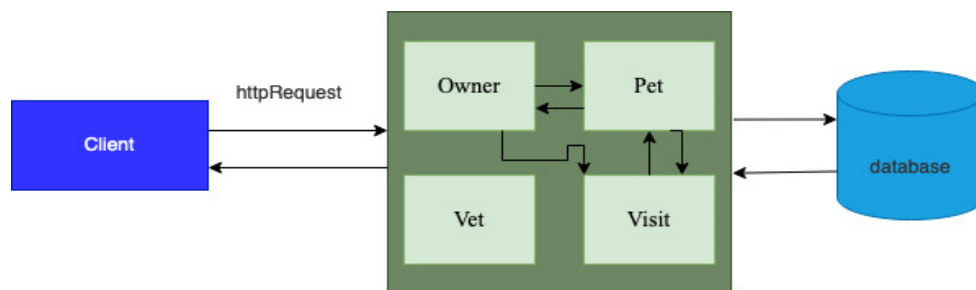 httpRequest
Client
Owner
Pet
Vet
Visit
database